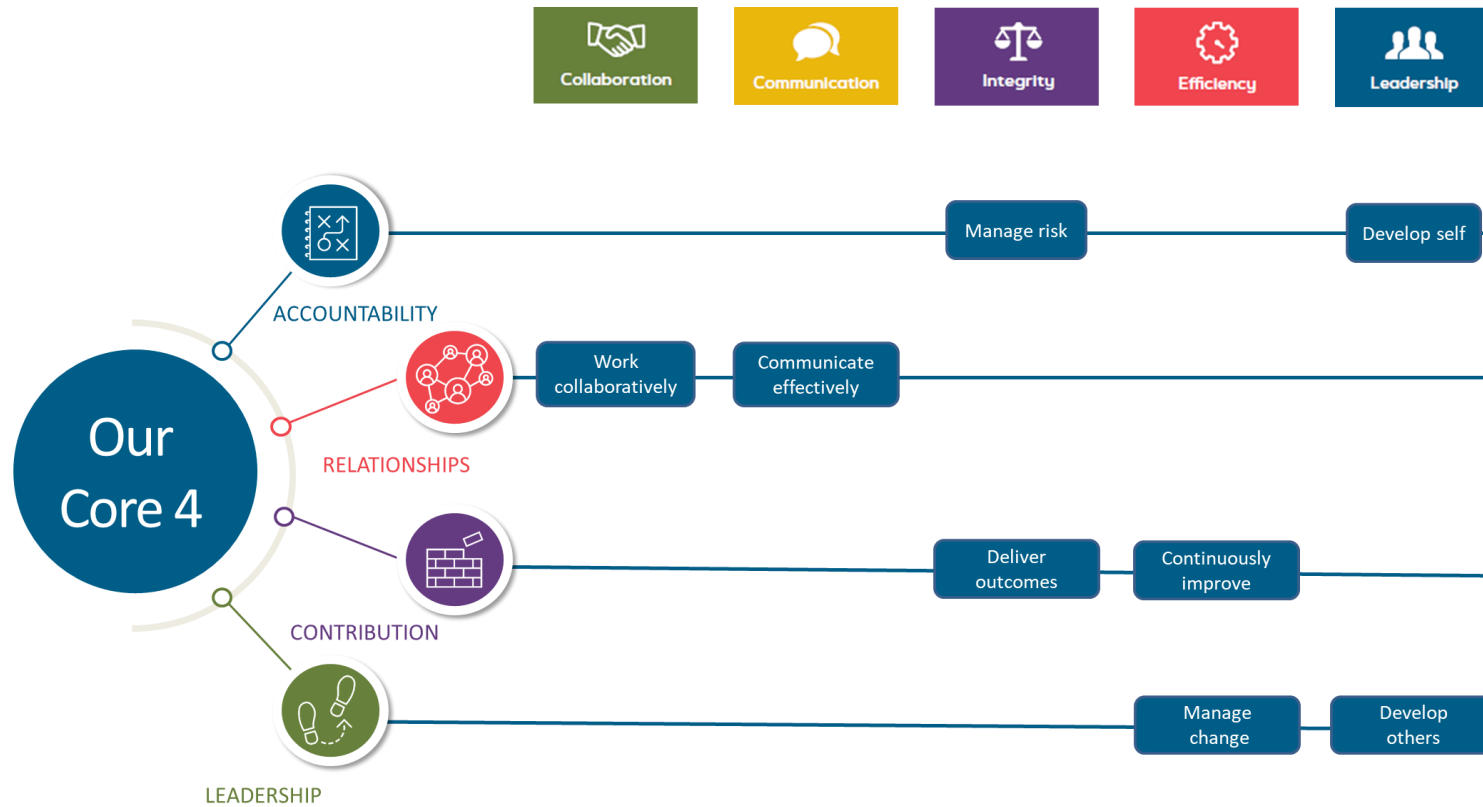 Collaboration
Communication
Integrity
Efficiency
Leadership
Manage risk
Develop self
ACCOUNTABILITY
Work
collaboratively
Communicate
effectively
Our
Core 4
RELATIONSHIPS
Deliver
outcomes
Continuously
improve
CONTRIBUTION
Manage
change
Develop
others
LEADERSHIP